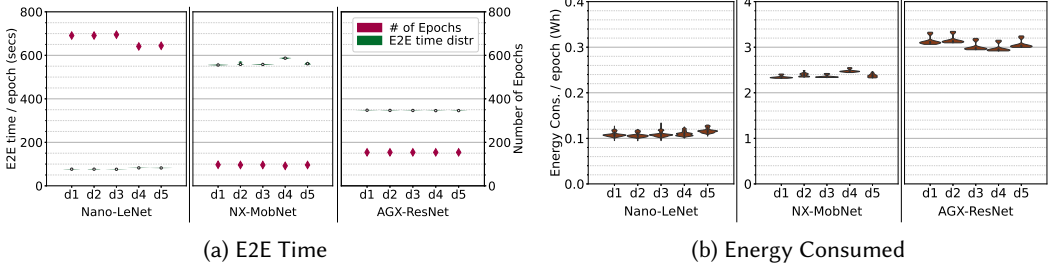 E2E time / epoch (secs)
800
600
400
200
0
# of Epochs
E2E time distr
800
600
400
200
0
Number of Epochs
d1 d2 d3 d4 d5
Nano-LeNet
d1 d2 d3 d4 d5
NX-MobNet
d1 d2 d3 d4 d5
AGX-ResNet
(a) E2E Time
Energy Cons. / epoch (Wh)
0.4
0.3
0.2
0.1
0.0
d1 d2 d3 d4 d5
Nano-LeNet
4
3
2
1
0
d1 d2 d3 d4 d5
NX-MobNet
d1 d2 d3 d4 d5
AGX-ResNet
(b) Energy Consumed